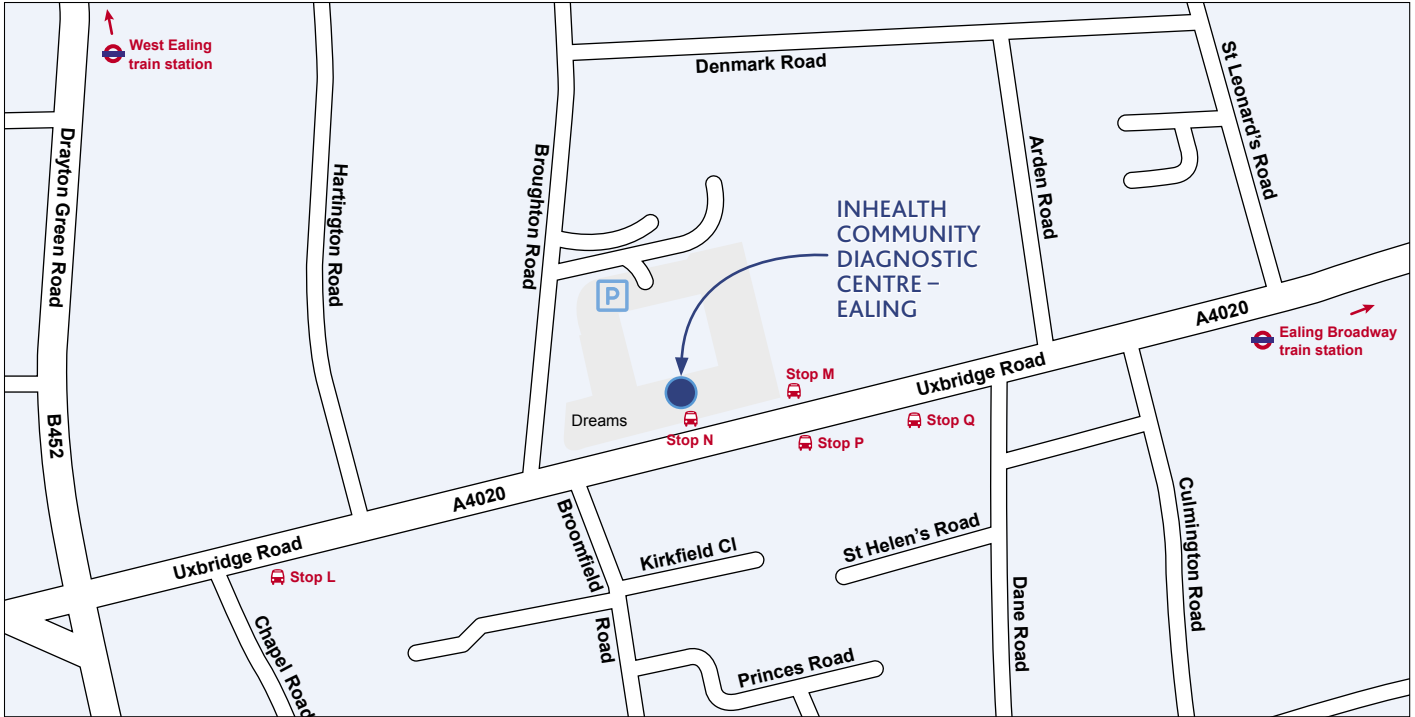 West Ealing
train station
Denmark Road
St Leonard's Road
Drayton Green Road
Hartington Road
Broughton Road
Arden Road
INHEALTH
COMMUNITY
DIAGNOSTIC
CENTRE –
EALING
P
A4020
Ealing Broadway
train station
Stop M
Uxbridge Road
Dreams
Stop N
Stop P
Stop Q
B452
A4020
Broomfield
Road
Uxbridge Road
Stop L
Kirkfield Cl
St Helen's Road
Culmington Road
Chapel Road
Dane Road
Princes Road